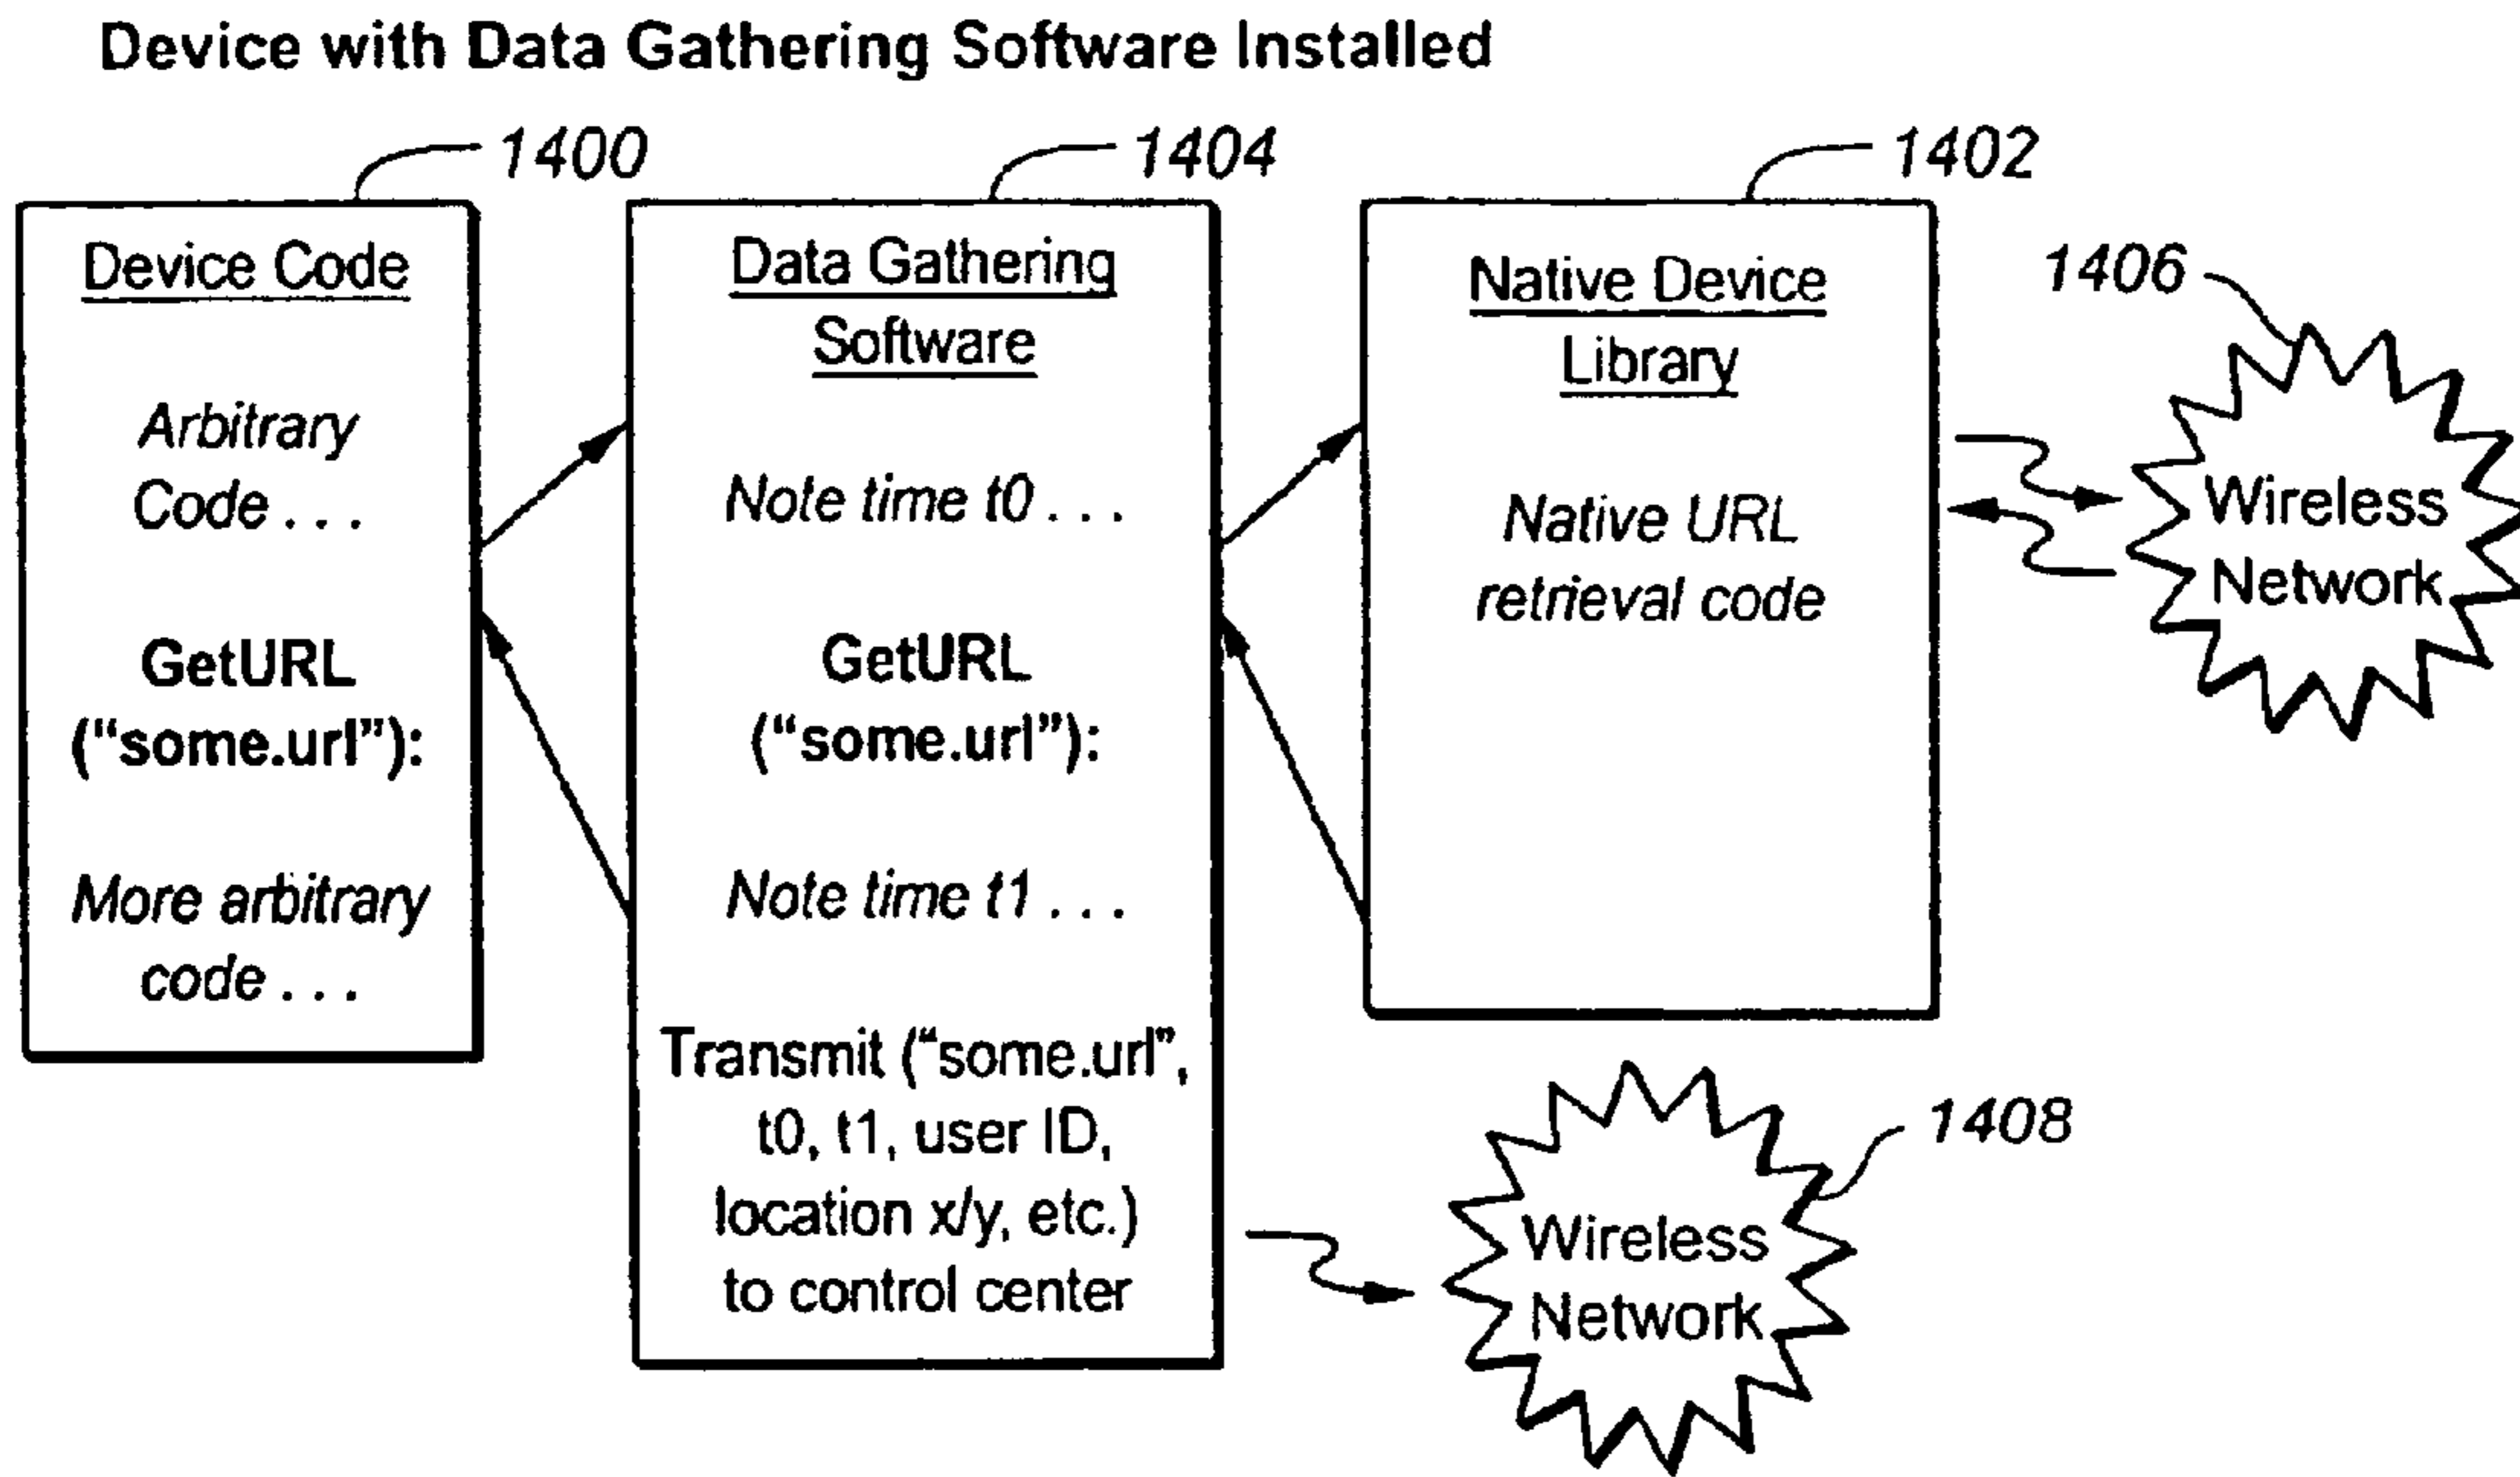 Device with Data Gathering Software Installed
1400
1404
1402
Device Code
Arbitrary
Code . . .
GetURL
(“some.url”):
More arbitrary
code . . .
Data Gathering
Software
Note time t0 . . .
GetURL
(“some.url”):
Note time t1 . . .
Transmit (“some.url”,
t0, t1, user ID,
location x/y, etc.)
to control center
Native Device
Library
Native URL
retrieval code
1406
Wireless
Network
1408
Wireless
Network